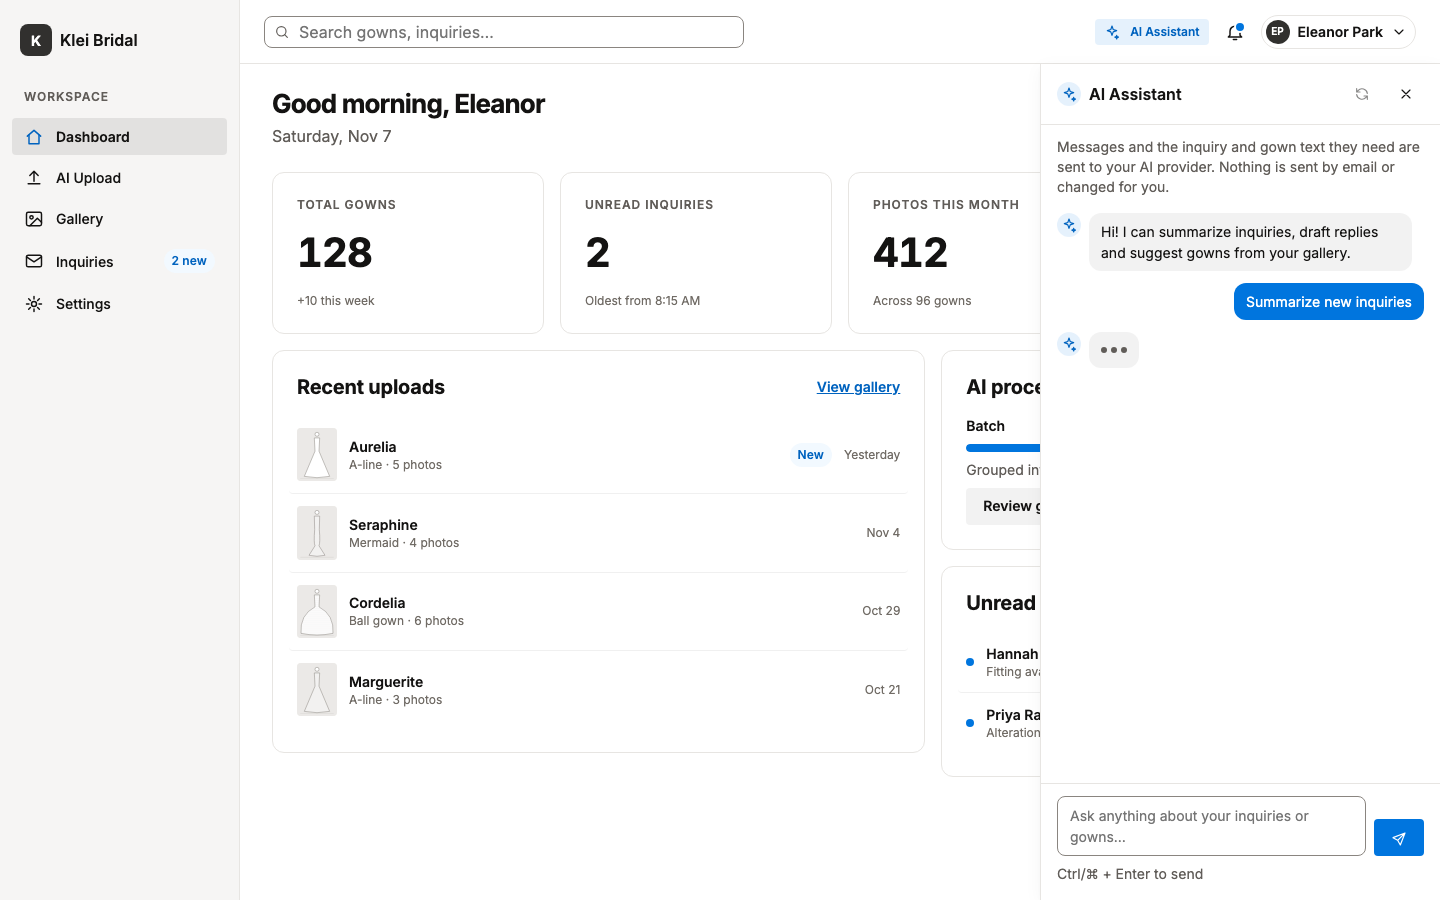 K Klei Bridal
WORKSPACE
Dashboard
AI Upload
Gallery
Inquiries 2 new
Settings
Search gowns, inquiries...
AI Assistant
EP Eleanor Park
Good morning, Eleanor
Saturday, Nov 7
TOTAL GOWNS
128
+10 this week
UNREAD INQUIRIES
2
Oldest from 8:15 AM
PHOTOS THIS MONTH
412
Across 96 gowns
Recent uploads View gallery
Aurelia
A-line · 5 photos
New Yesterday
Seraphine
Mermaid · 4 photos
Nov 4
Cordelia
Ball gown · 6 photos
Oct 29
Marguerite
A-line · 3 photos
Oct 21
AI proce
Batch
Grouped in
Review g
Unread
Hannah
Fitting ava
Priya Ra
Alteration
AI Assistant
Messages and the inquiry and gown text they need are
sent to your AI provider. Nothing is sent by email or
changed for you.
Hi! I can summarize inquiries, draft replies
and suggest gowns from your gallery.
Summarize new inquiries
Ask anything about your inquiries or
gowns...
Ctrl/⌘ + Enter to send